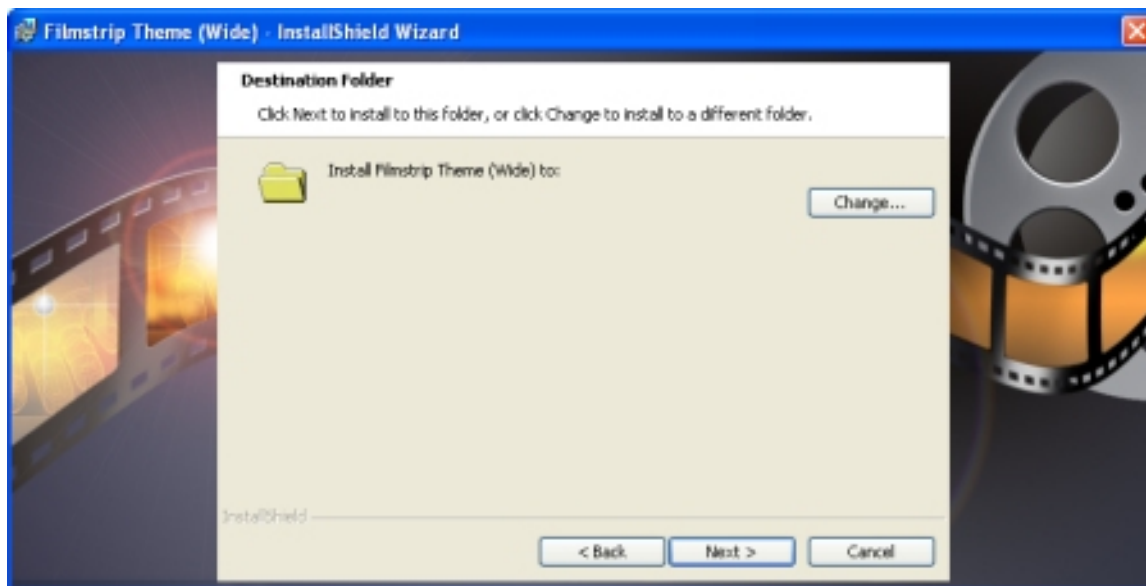 Filmstrip Theme (Wide) - InstallShield Wizard
Destination Folder
Click Next to install to this folder, or click Change to install to a different folder.
Install Filmstrip Theme (Wide) to:
Change...
InstallShield
< Back
Next >
Cancel